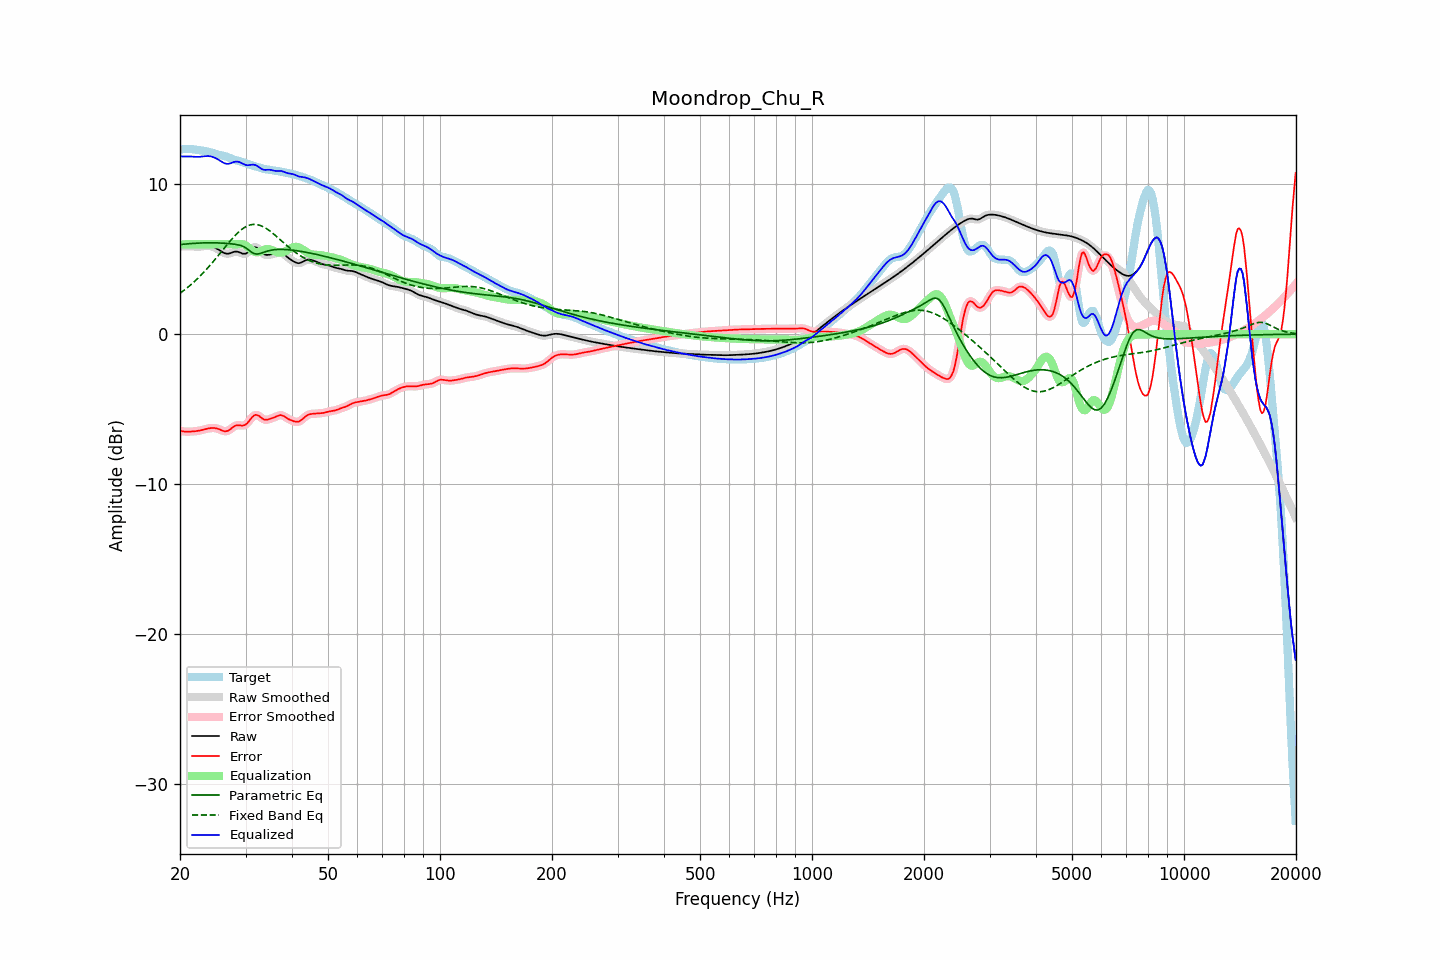 Moondrop_Chu_R
Amplitude (dBr)
10
0
−10
−20
−30
Target
Raw Smoothed
Error Smoothed
Raw
Error
Equalization
Parametric Eq
Fixed Band Eq
Equalized
20 50 100 200 500 1000 2000 5000 10000 20000
Frequency (Hz)